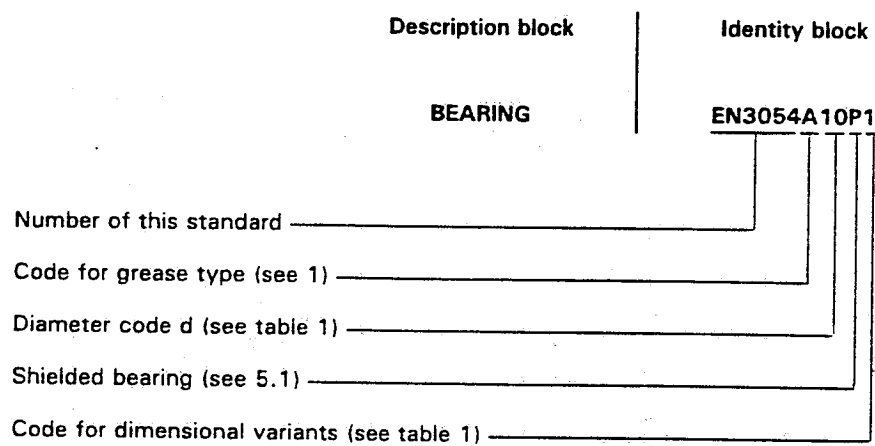 Description block Identity block
BEARING EN3054A10P1
Number of this standard
Code for grease type (see 1)
Diameter code d (see table 1)
Shielded bearing (see 5.1)
Code for dimensional variants (see table 1)